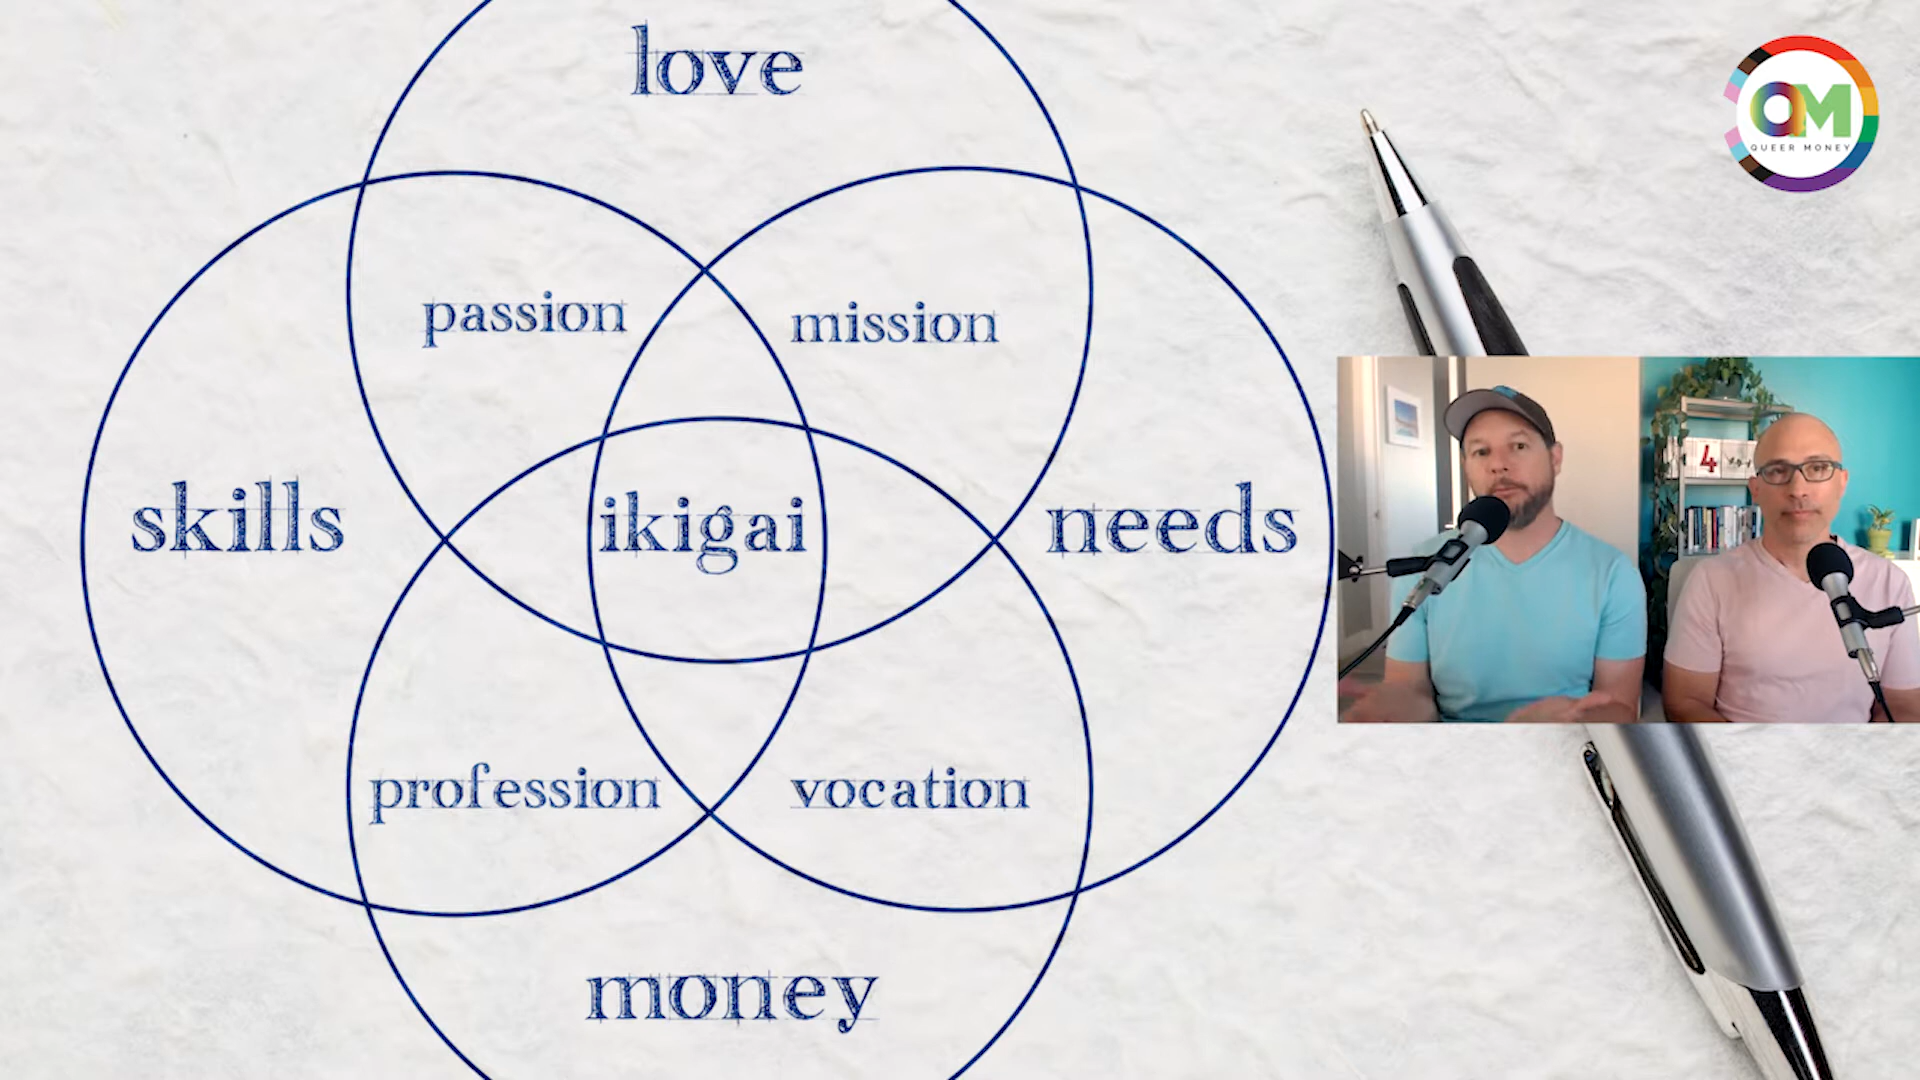 love
QM
QUEER MONEY
passion
mission
skills
ikigai
needs
4
profession
vocation
money